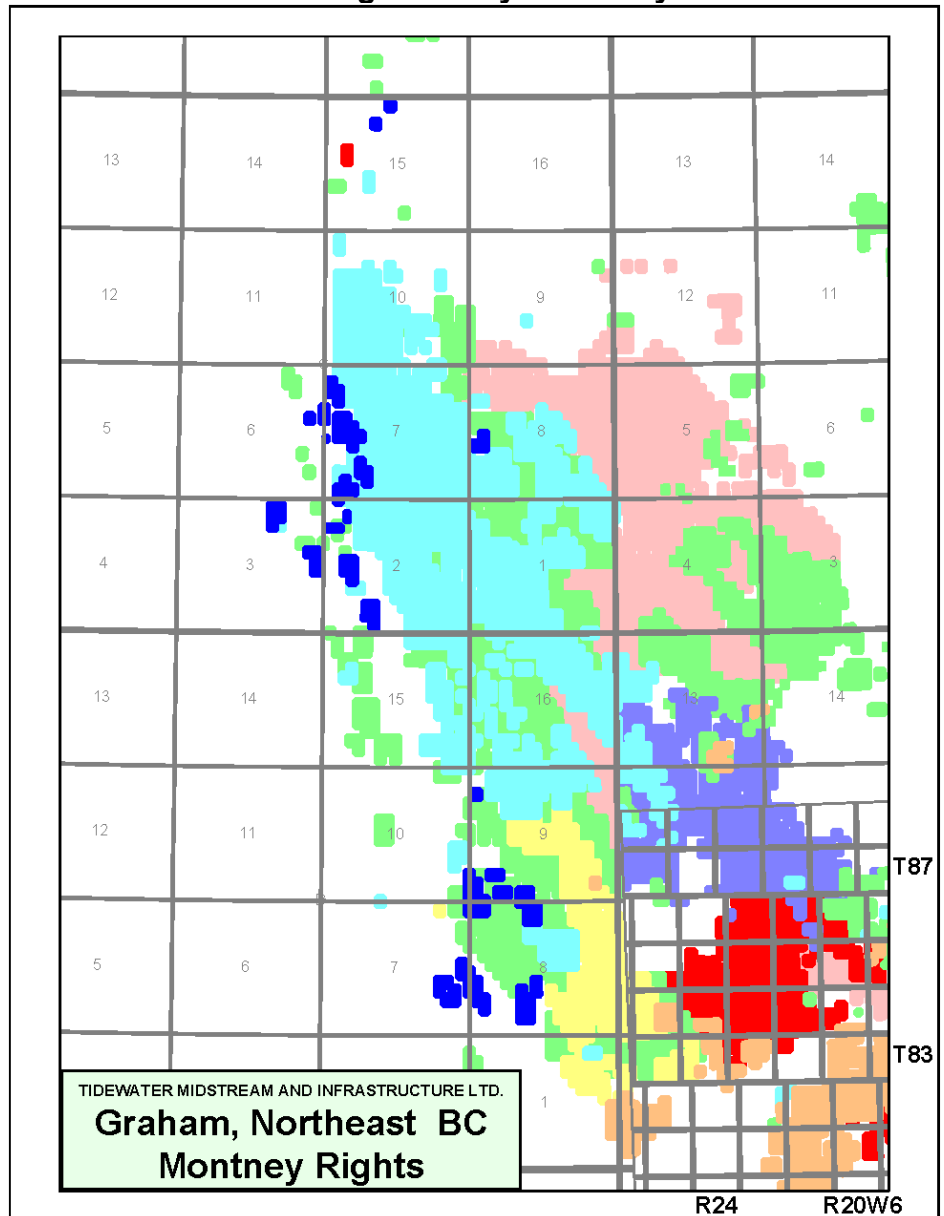 13 14 15 16 13 14
12 11 10 9 12 11
5 6 7 8 5 6
4 3 2 1 4 3
13 14 15 16 13 14
12 11 10 9
T87
5 6 7 8
T83
1
TIDEWATER MIDSTREAM AND INFRASTRUCTURE LTD.
Graham, Northeast BC
Montney Rights
R24 R20W6